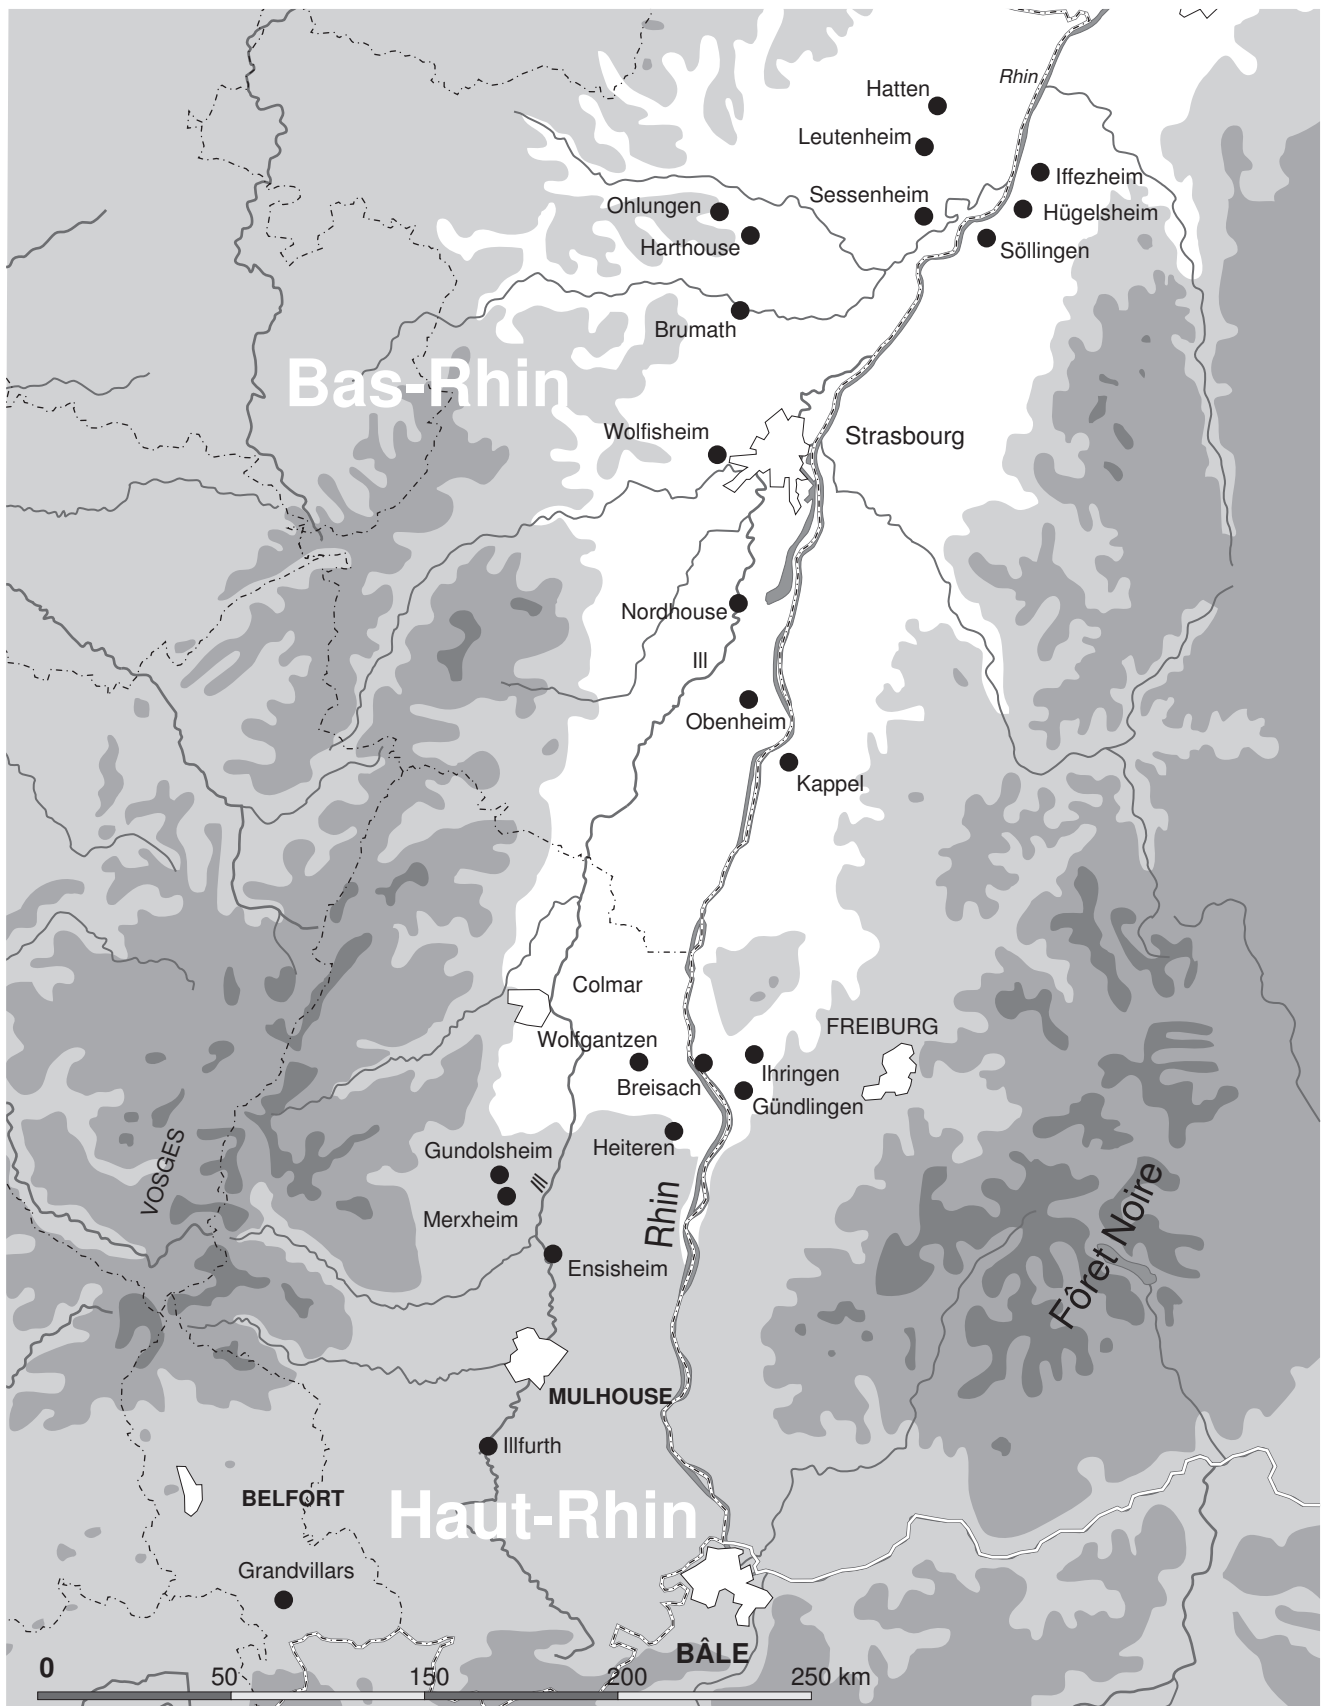 Rhin
Hatten
Leutenheim
Iffezheim
Sessenheim
Ohlungen
Hügelsheim
Harthouse
Söllingen
Brumath
Bas-Rhin
Wolfisheim
Strasbourg
Nordhouse
Ill
Obenheim
Kappel
Colmar
FREIBURG
Wolfgantzen
Ihringen
Breisach
Gündlingen
Heiteren
Gundolsheim
VOSGES
Ill
Merxheim
Rhin
Fôret Noire
Ensisheim
MULHOUSE
Illfurth
BELFORT
Haut-Rhin
Grandvillars
BÂLE
0 50 150 200 250 km